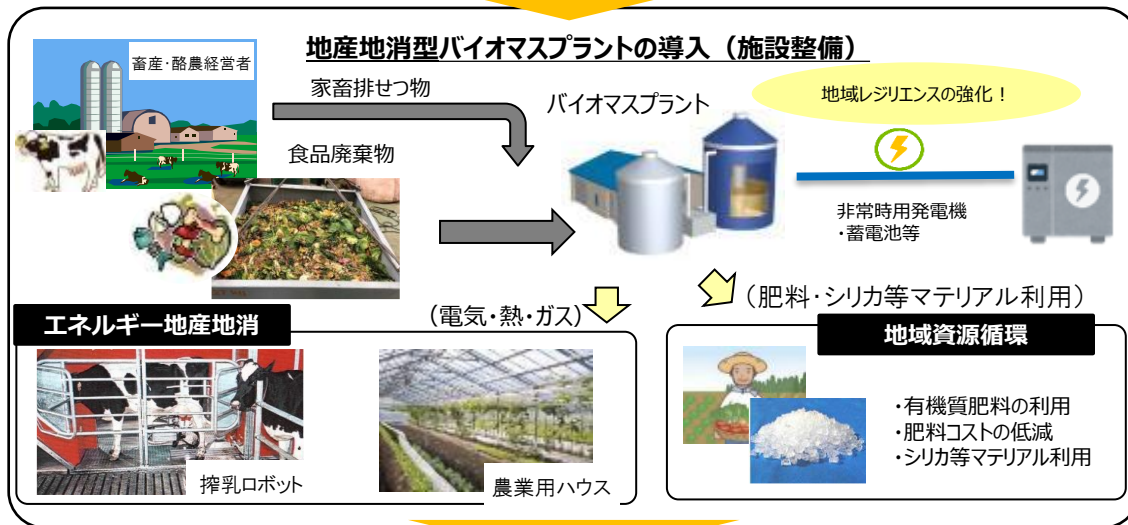 地産地消型バイオマスプラントの導入（施設整備）
畜産・酪農経営者
家畜排せつ物
食品廃棄物
バイオマスプラント
地域レジリエンスの強化！
非常時用発電機
・蓄電池等
（電気・熱・ガス）
（肥料・シリカ等マテリアル利用）
エネルギー地産地消
搾乳ロボット
農業用ハウス
地域資源循環
・有機質肥料の利用
・肥料コストの低減
・シリカ等マテリアル利用